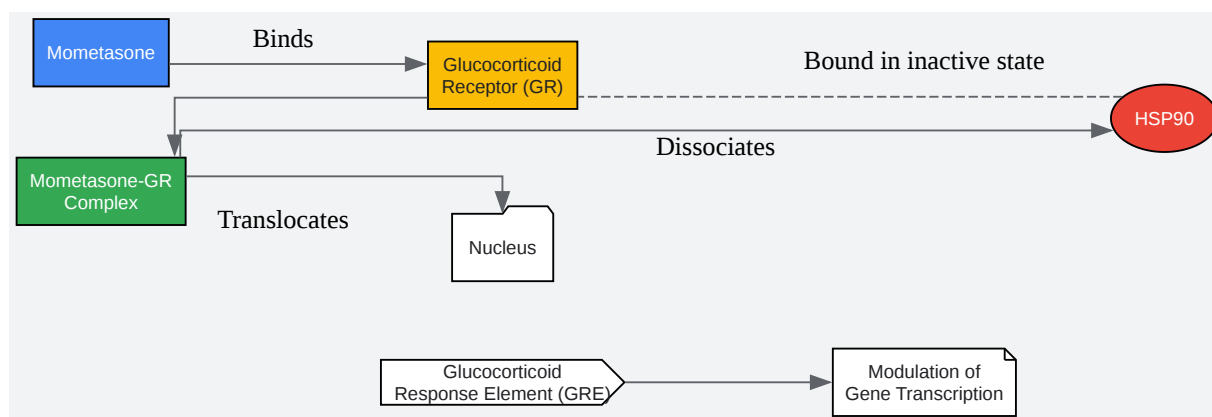 Mometasone
Binds
Glucocorticoid
Receptor (GR)
Bound in inactive state
HSP90
Dissociates
Mometasone-GR
Complex
Translocates
Nucleus
Glucocorticoid
Response Element (GRE)
Modulation of
Gene Transcription